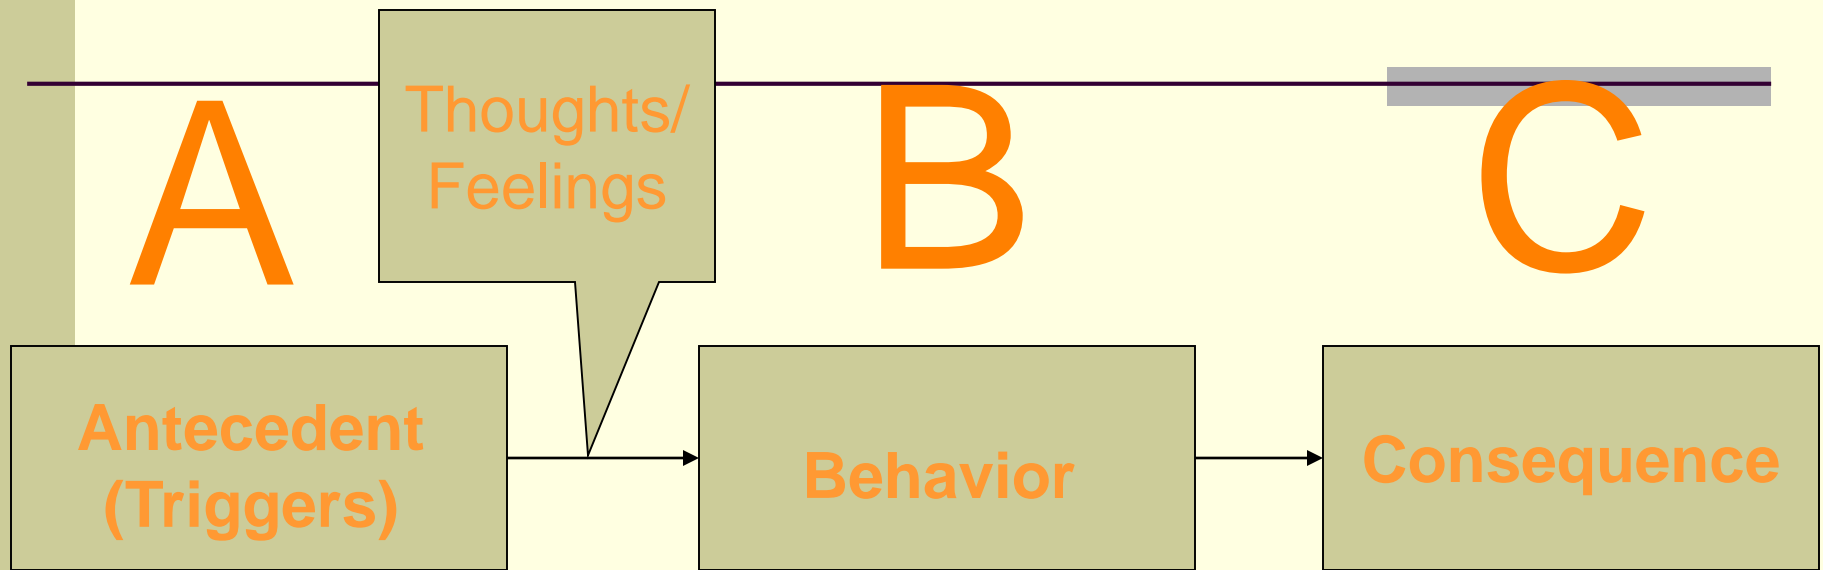 A
Thoughts/
Feelings
B
C
Antecedent
(Triggers)
Behavior
Consequence